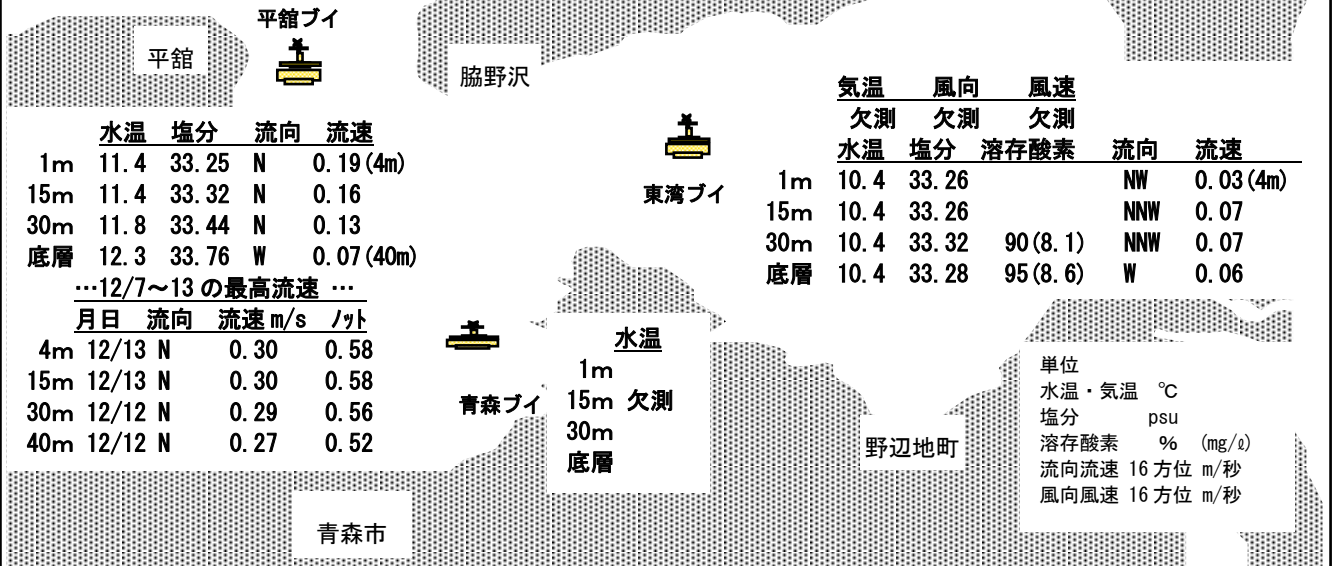 平舘ブイ
平舘
脇野沢
水温 塩分 流向 流速
1m 11.4 33.25 N 0.19(4m)
15m 11.4 33.32 N 0.16
30m 11.8 33.44 N 0.13
底層 12.3 33.76 W 0.07(40m)
…12/7～13の最高流速 …
月日 流向 流速m/s ﾉｯﾄ
4m 12/13 N 0.30 0.58
15m 12/13 N 0.30 0.58
30m 12/12 N 0.29 0.56
40m 12/12 N 0.27 0.52
東湾ブイ
気温 風向 風速
欠測 欠測 欠測
水温 塩分 溶存酸素 流向 流速
1m 10.4 33.26 NW 0.03(4m)
15m 10.4 33.26 NNW 0.07
30m 10.4 33.32 90(8.1) NNW 0.07
底層 10.4 33.28 95(8.6) W 0.06
青森ブイ
水温
1m
15m 欠測
30m
底層
青森市
野辺地町
単位
水温・気温 ℃
塩分 psu
溶存酸素 % (mg/ℓ)
流向流速 16方位 m/秒
風向風速 16方位 m/秒